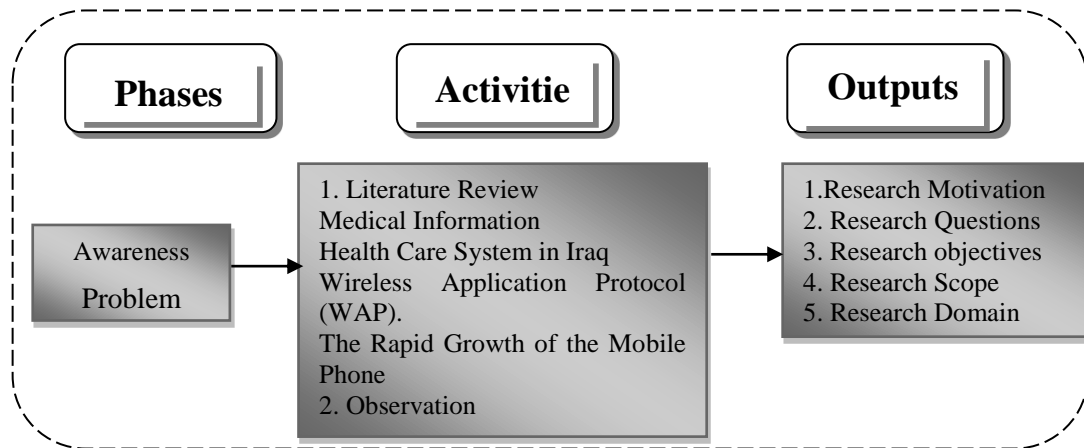 Phases
Activitie
Outputs
Awareness
Problem
1. Literature Review
Medical Information
Health Care System in Iraq
Wireless Application Protocol
(WAP).
The Rapid Growth of the Mobile
Phone
2. Observation
1.Research Motivation
2. Research Questions
3. Research objectives
4. Research Scope
5. Research Domain